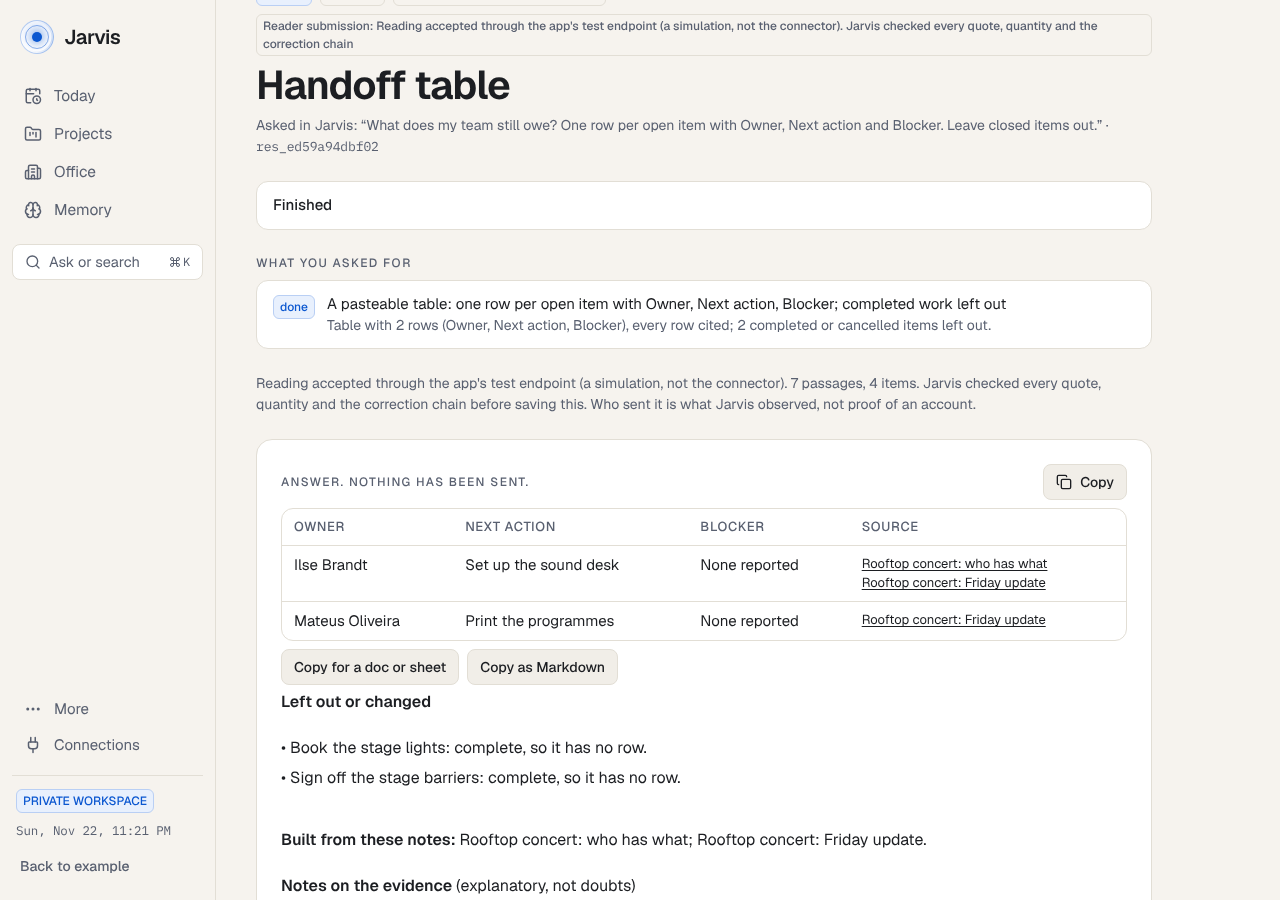 Jarvis
Today
Projects
Office
Memory
Ask or search ⌘ K
More
Connections
PRIVATE WORKSPACE
Sun, Nov 22, 11:21 PM
Back to example
Reader submission: Reading accepted through the app's test endpoint (a simulation, not the connector). Jarvis checked every quote, quantity and the
correction chain
Handoff table
Asked in Jarvis: “What does my team still owe? One row per open item with Owner, Next action and Blocker. Leave closed items out.” ·
res_ed59a94dbf02
Finished
WHAT YOU ASKED FOR
done A pasteable table: one row per open item with Owner, Next action, Blocker; completed work left out
Table with 2 rows (Owner, Next action, Blocker), every row cited; 2 completed or cancelled items left out.
Reading accepted through the app's test endpoint (a simulation, not the connector). 7 passages, 4 items. Jarvis checked every quote,
quantity and the correction chain before saving this. Who sent it is what Jarvis observed, not proof of an account.
ANSWER. NOTHING HAS BEEN SENT. Copy
OWNER NEXT ACTION BLOCKER SOURCE
Ilse Brandt Set up the sound desk None reported Rooftop concert: who has what
Rooftop concert: Friday update
Mateus Oliveira Print the programmes None reported Rooftop concert: Friday update
Copy for a doc or sheet Copy as Markdown
Left out or changed
• Book the stage lights: complete, so it has no row.
• Sign off the stage barriers: complete, so it has no row.
Built from these notes: Rooftop concert: who has what; Rooftop concert: Friday update.
Notes on the evidence (explanatory, not doubts)